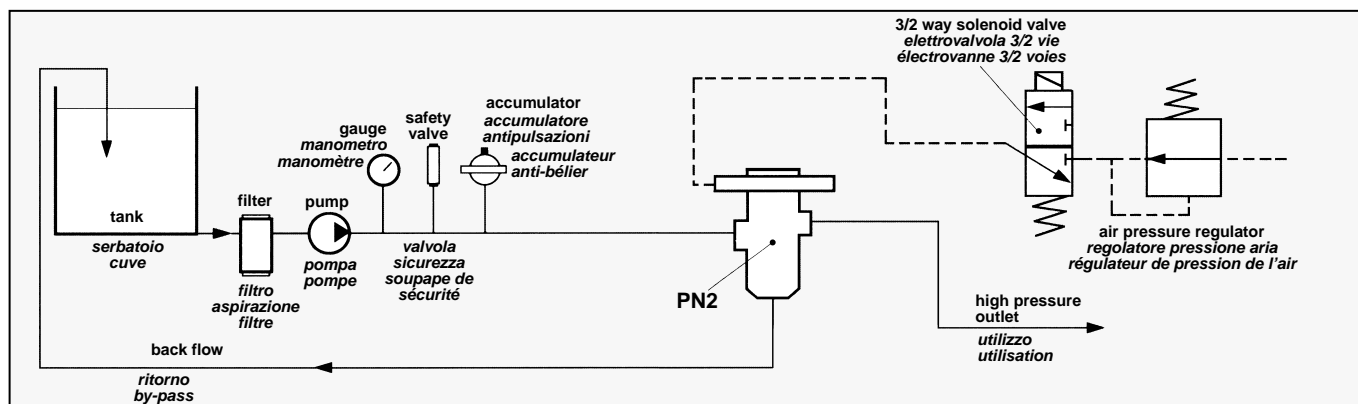 3/2 way solenoid valve
elettrovalvola 3/2 vie
électrovanne 3/2 voies
accumulator
accumulatore
antipulsazioni
accumulateur
anti-bélier
safety
valve
gauge
manometro
manomètre
tank
serbatoio
cuve
filter
filtro
aspirazione
filtre
pump
pompa
pompe
valvola
sicurezza
soupape de
sécurité
PN2
air pressure regulator
regolatore pressione aria
régulateur de pression de l'air
high pressure
outlet
utilizzo
utilisation
back flow
ritorno
by-pass